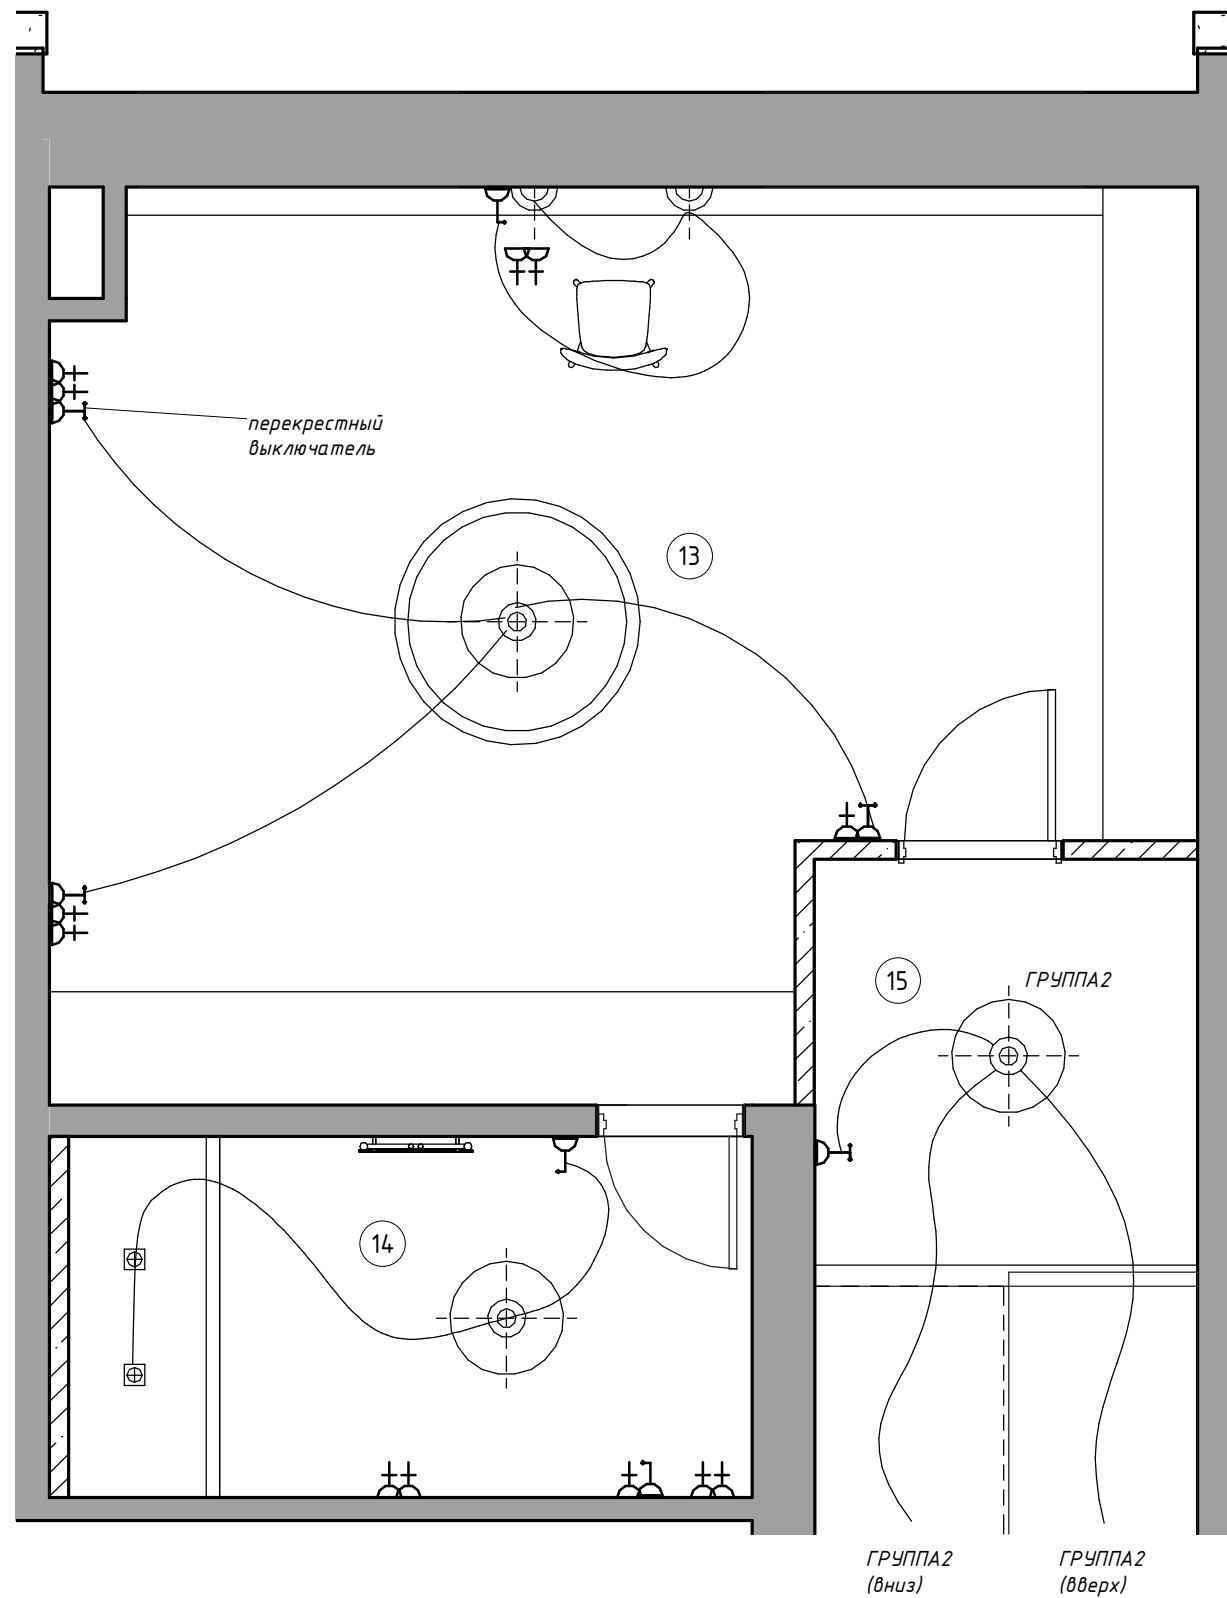 перекрестный
выключатель
13
15
ГРУППА2
14
ГРУППА2
(вниз)
ГРУППА2
(вверх)